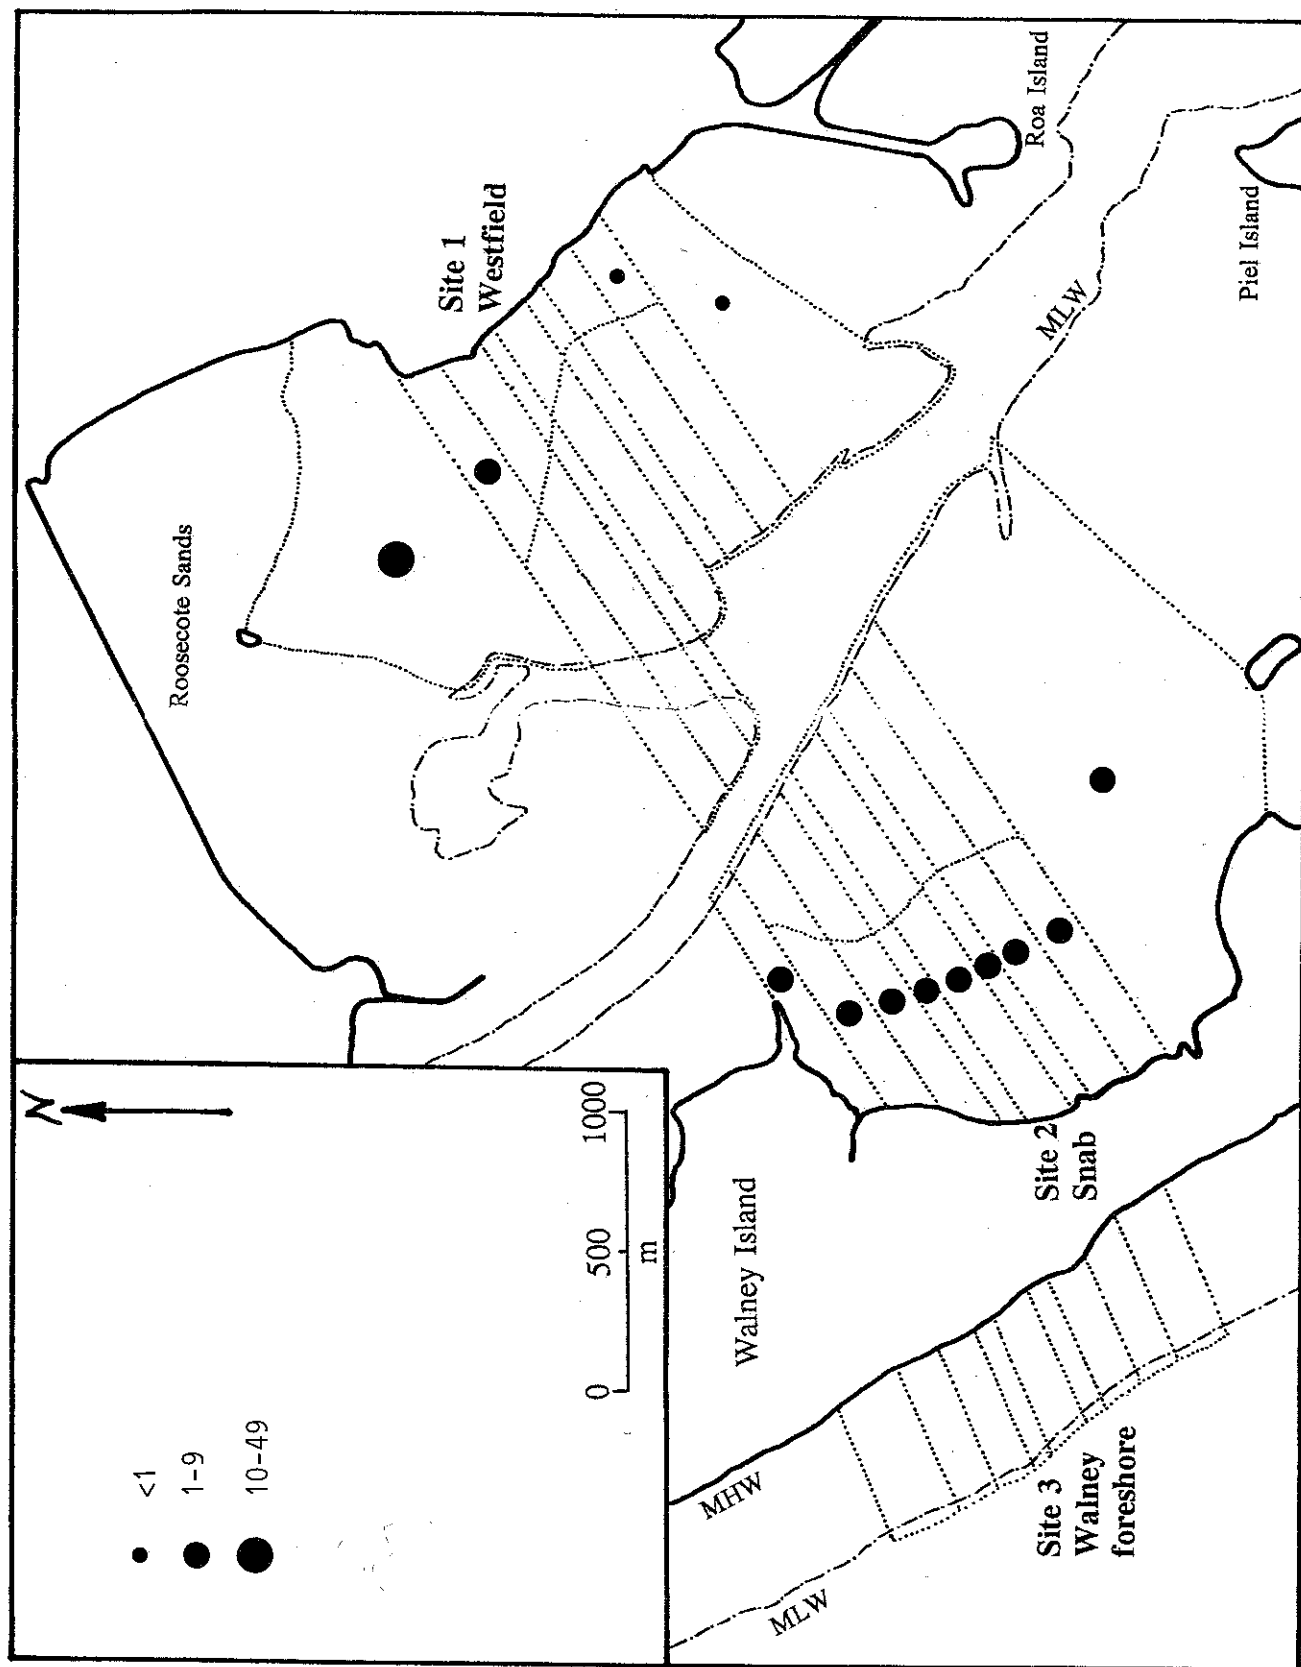 N
<1
1-9
10-49
0 500 1000
m
Roosecote Sands
Site 1
Westfield
Roa Island
Piel Island
MLW
Walney Island
Site 2
Snab
MHW
MLW
Site 3
Walney
foreshore